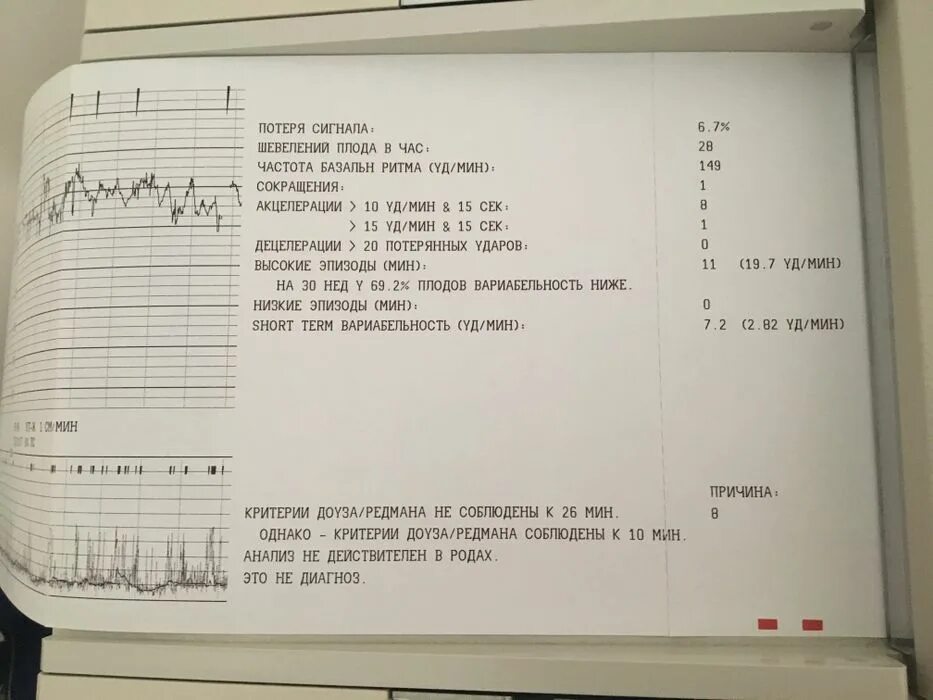 ПОТЕРЯ СИГНАЛА: 6.7%
ШЕВЕЛЕНИЙ ПЛОДА В ЧАС: 28
ЧАСТОТА БАЗАЛЬН РИТМА (УД/МИН): 149
СОКРАЩЕНИЯ: 1
АКЦЕЛЕРАЦИИ > 10 УД/МИН & 15 СЕК: 8
> 15 УД/МИН & 15 СЕК: 1
ДЕЦЕЛЕРАЦИИ > 20 ПОТЕРЯННЫХ УДАРОВ: 0
ВЫСОКИЕ ЭПИЗОДЫ (МИН): 11 (19.7 УД/МИН)
НА 30 НЕД У 69.2% ПЛОДОВ ВАРИАБЕЛЬНОСТЬ НИЖЕ.
НИЗКИЕ ЭПИЗОДЫ (МИН): 0
SHORT TERM ВАРИАБЕЛЬНОСТЬ (УД/МИН): 7.2 (2.82 УД/МИН)
1 СМ/МИН
ПРИЧИНА:
КРИТЕРИИ ДОУЗА/РЕДМАНА НЕ СОБЛЮДЕНЫ К 26 МИН. 8
ОДНАКО - КРИТЕРИИ ДОУЗА/РЕДМАНА СОБЛЮДЕНЫ К 10 МИН.
АНАЛИЗ НЕ ДЕЙСТВИТЕЛЕН В РОДАХ.
ЭТО НЕ ДИАГНОЗ.